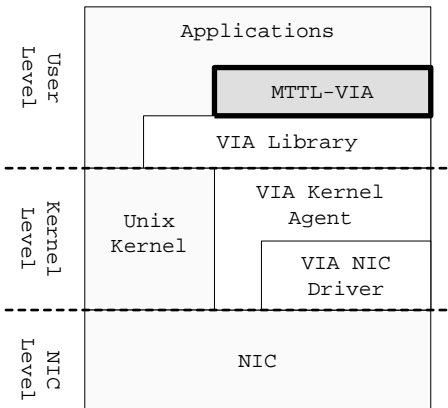 Applications
User
Level
MTTL-VIA
VIA Library
Kernel
Level
Unix
Kernel
VIA Kernel
Agent
VIA NIC
Driver
NIC
Level
NIC